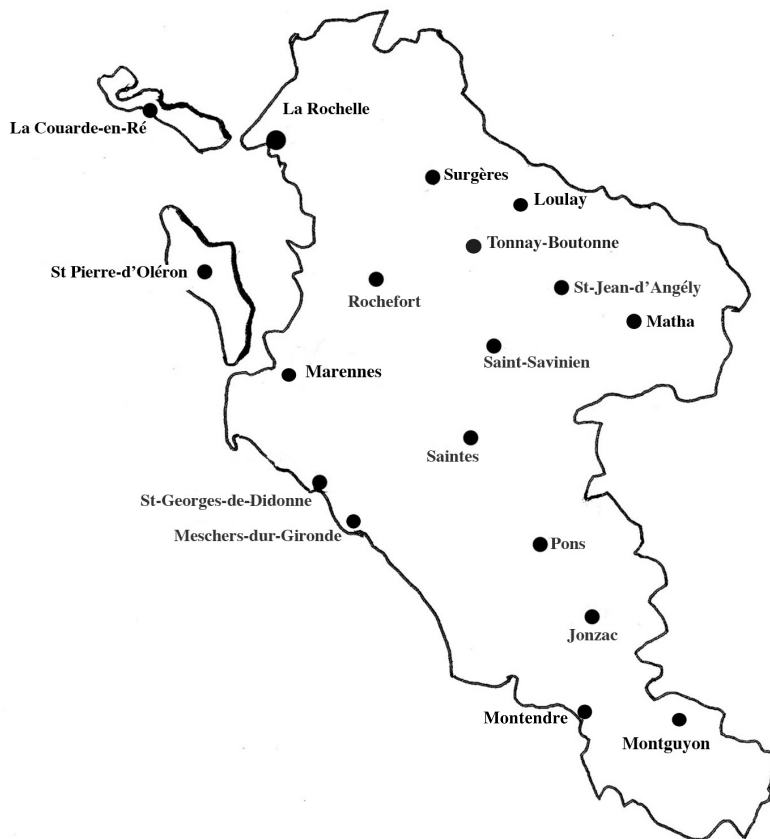 La Rochelle
La Couarde-en-Ré
Surgères
Loulay
Tonnay-Boutonne
St Pierre-d'Oléron
St-Jean-d'Angély
Rochefort
Matha
Saint-Savinien
Marennes
Saintes
St-Georges-de-Didonne
Meschers-dur-Gironde
Pons
Jonzac
Montendre
Montguyon